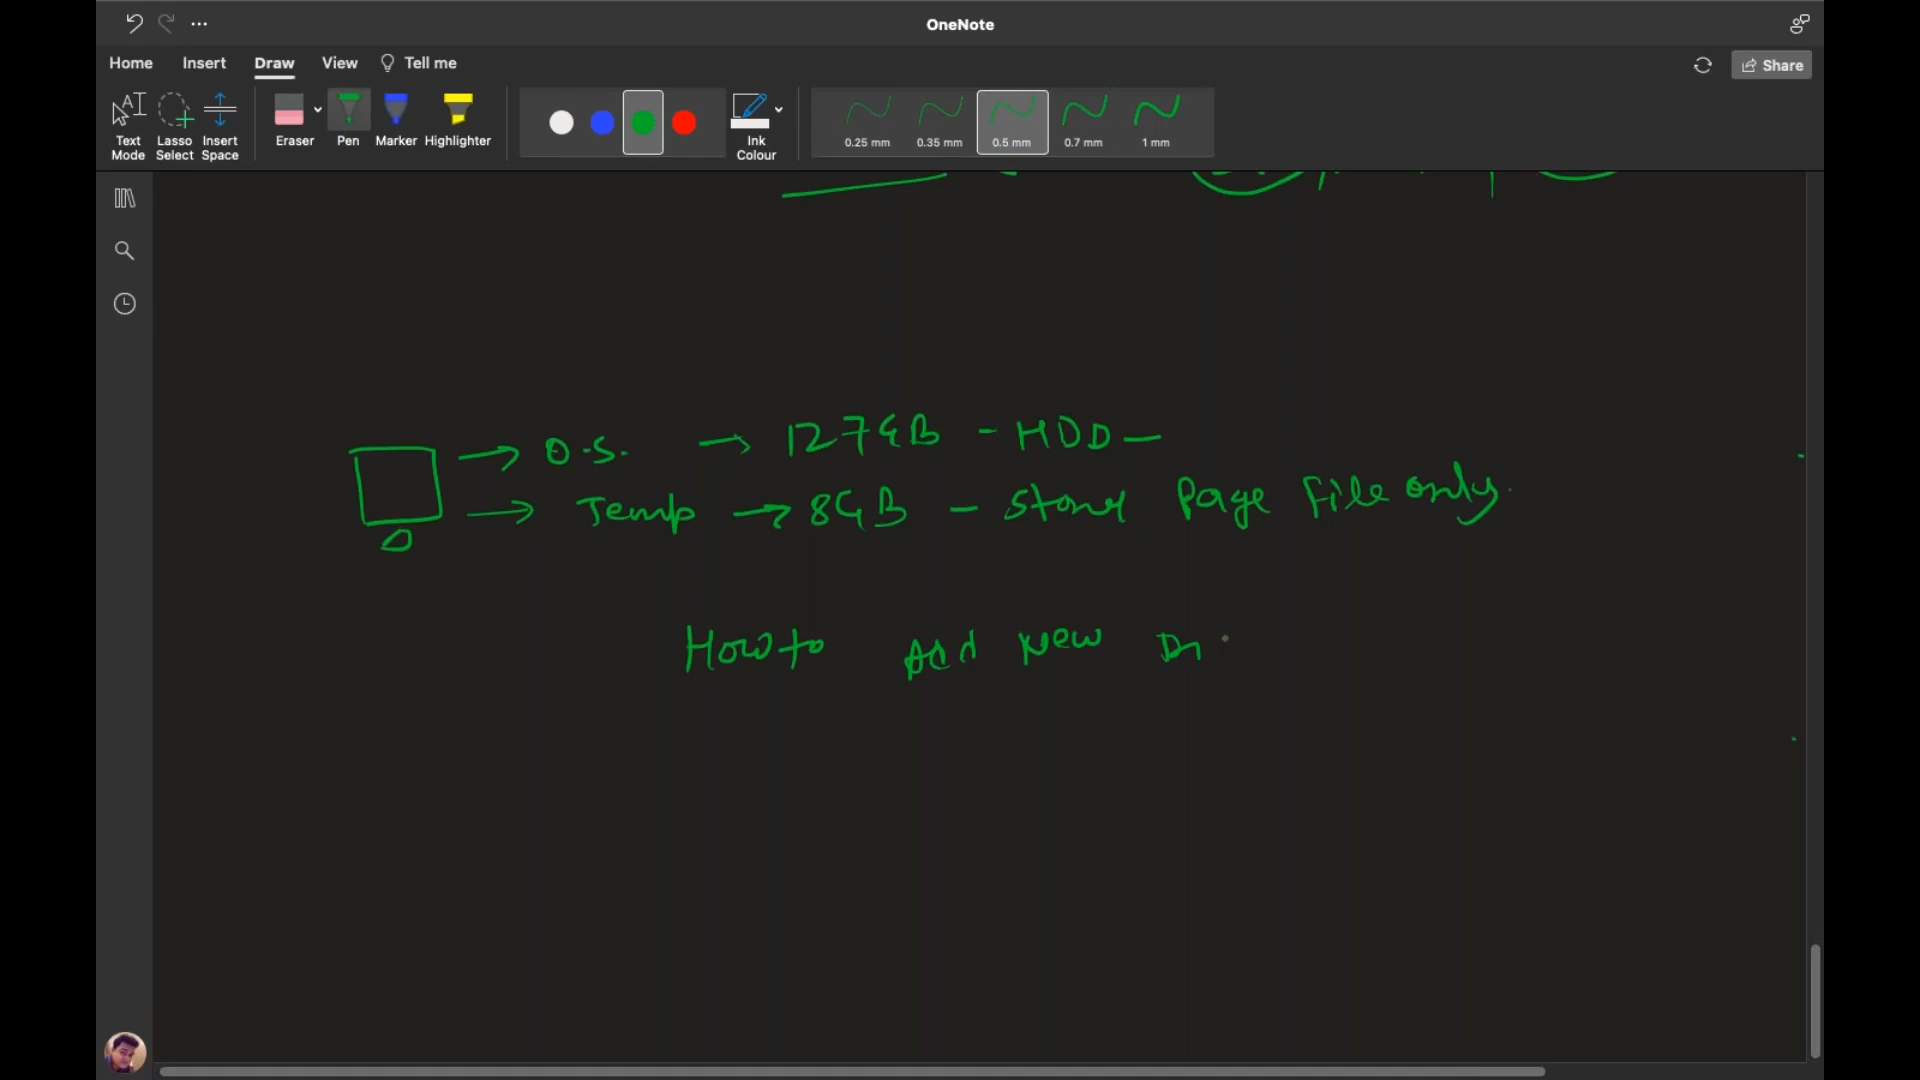 OneNote
Home Insert Draw View Tell me
Share
Text Mode
Lasso Select
Insert Space
Eraser
Pen
Marker
Highlighter
Ink Colour
0.25 mm
0.35 mm
0.5 mm
0.7 mm
1 mm
→ O.S. → 127GB - HDD —
→ Temp → 8GB - Store Page File only.
How to Add New Dr